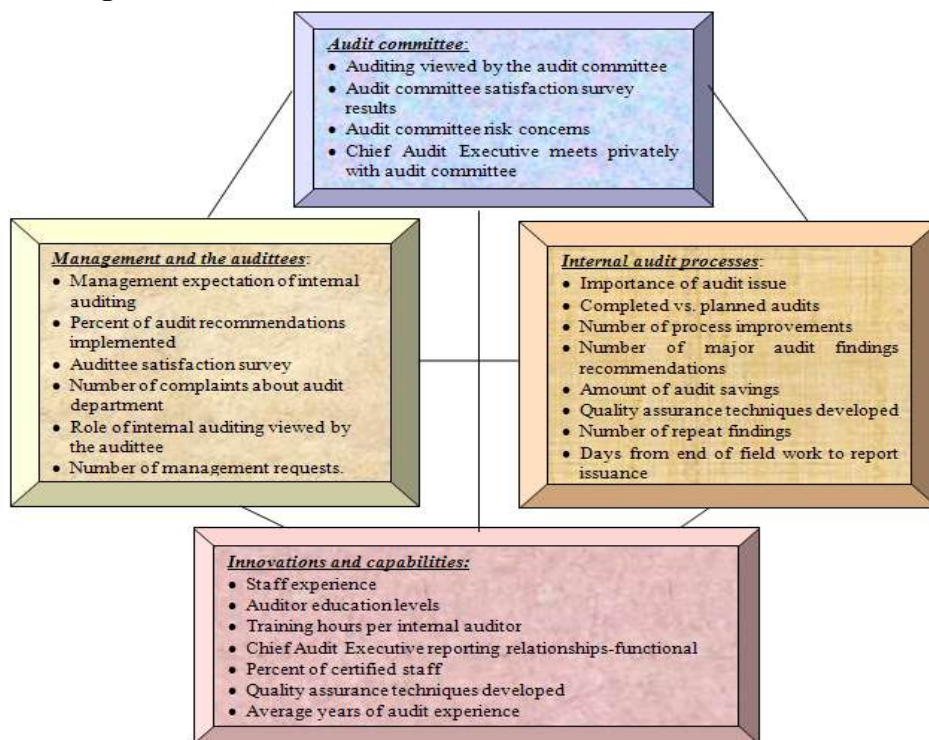 Audit committee:
• Auditing viewed by the audit committee
• Audit committee satisfaction survey
results
• Audit committee risk concerns
• Chief Audit Executive meets privately
with audit committee
Management and the audittees:
• Management expectation of internal
auditing
• Percent of audit recommendations
implemented
• Audittee satisfaction survey
• Number of complaints about audit
department
• Role of internal auditing viewed by
the audittee
• Number of management requests.
Internal audit processes:
• Importance of audit issue
• Completed vs. planned audits
• Number of process improvements
• Number of major audit findings
recommendations
• Amount of audit savings
• Quality assurance techniques developed
• Number of repeat findings
• Days from end of field work to report
issuance
Innovations and capabilities:
• Staff experience
• Auditor education levels
• Training hours per internal auditor
• Chief Audit Executive reporting relationships-functional
• Percent of certified staff
• Quality assurance techniques developed
• Average years of audit experience